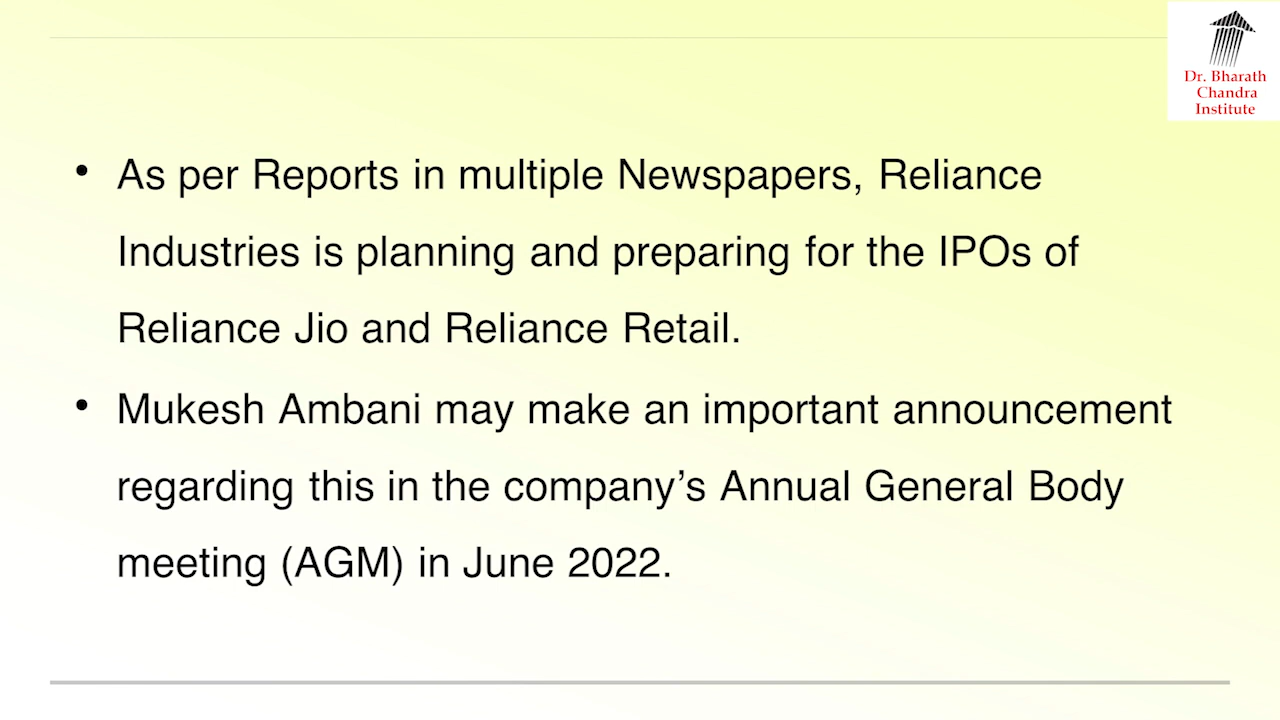 Dr. Bharath
Chandra
Institute
• As per Reports in multiple Newspapers, Reliance
Industries is planning and preparing for the IPOs of
Reliance Jio and Reliance Retail.
• Mukesh Ambani may make an important announcement
regarding this in the company’s Annual General Body
meeting (AGM) in June 2022.